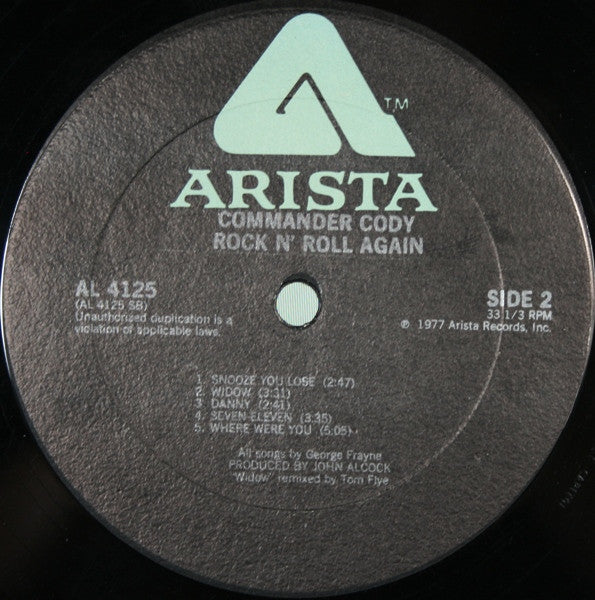 TM
ARISTA
COMMANDER CODY
ROCK N' ROLL AGAIN
AL 4125
(AL 4125 SB)
Unauthorized duplication is a
violation of applicable laws.
SIDE 2
33 1/3 RPM
℗ 1977 Arista Records, Inc.
1. SNOOZE YOU LOSE (2:47)
2. WIDOW (3:31)
3. DANNY (2:41)
4. SEVEN-ELEVEN (3:35)
5. WHERE WERE YOU (5:05)
All songs by George Frayne
PRODUCED BY JOHN ALCOCK
"Widow" remixed by Tom Flye